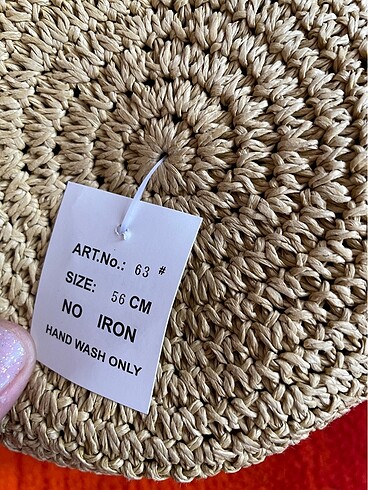 ART.No.: 63 #
SIZE: 56 CM
NO IRON
HAND WASH ONLY